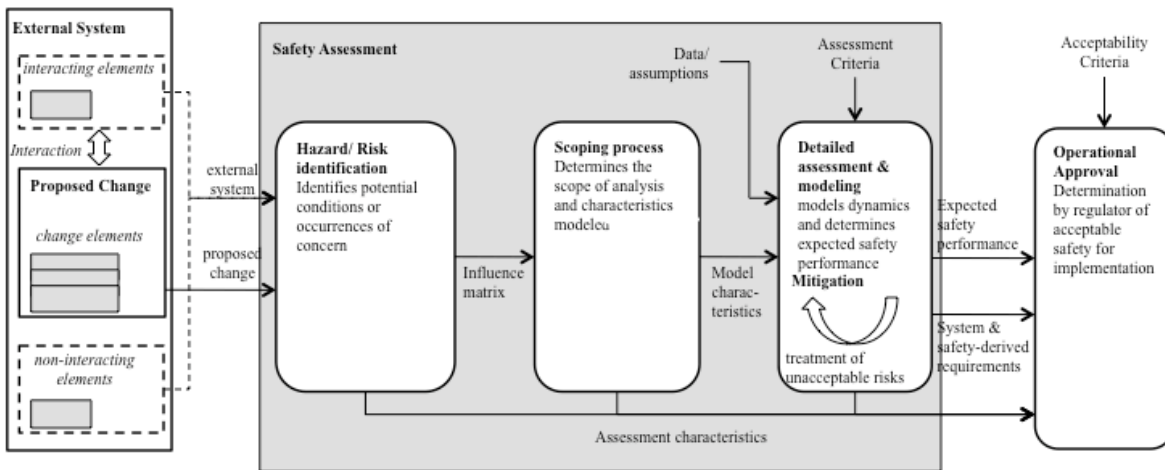 External System
interacting elements
Interaction
Proposed Change
change elements
non-interacting
elements
external
system
proposed
change
Safety Assessment
Hazard/ Risk
identification
Identifies potential
conditions or
occurrences of
concern
Influence
matrix
Scoping process
Determines the
scope of analysis
and characteristics
modeled
Model
charac-
teristics
Data/
assumptions
Assessment
Criteria
Detailed
assessment &
modeling
models dynamics
and determines
expected safety
performance
Mitigation
treatment of
unacceptable risks
Assessment characteristics
Expected
safety
performance
System &
safety-derived
requirements
Acceptability
Criteria
Operational
Approval
Determination
by regulator of
acceptable
safety for
implementation